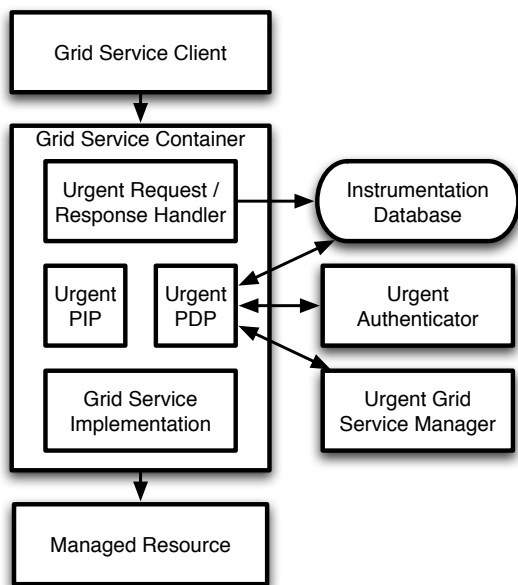 Grid Service Client
Grid Service Container
Urgent Request /
Response Handler
Instrumentation
Database
Urgent
PIP
Urgent
PDP
Urgent
Authenticator
Grid Service
Implementation
Urgent Grid
Service Manager
Managed Resource